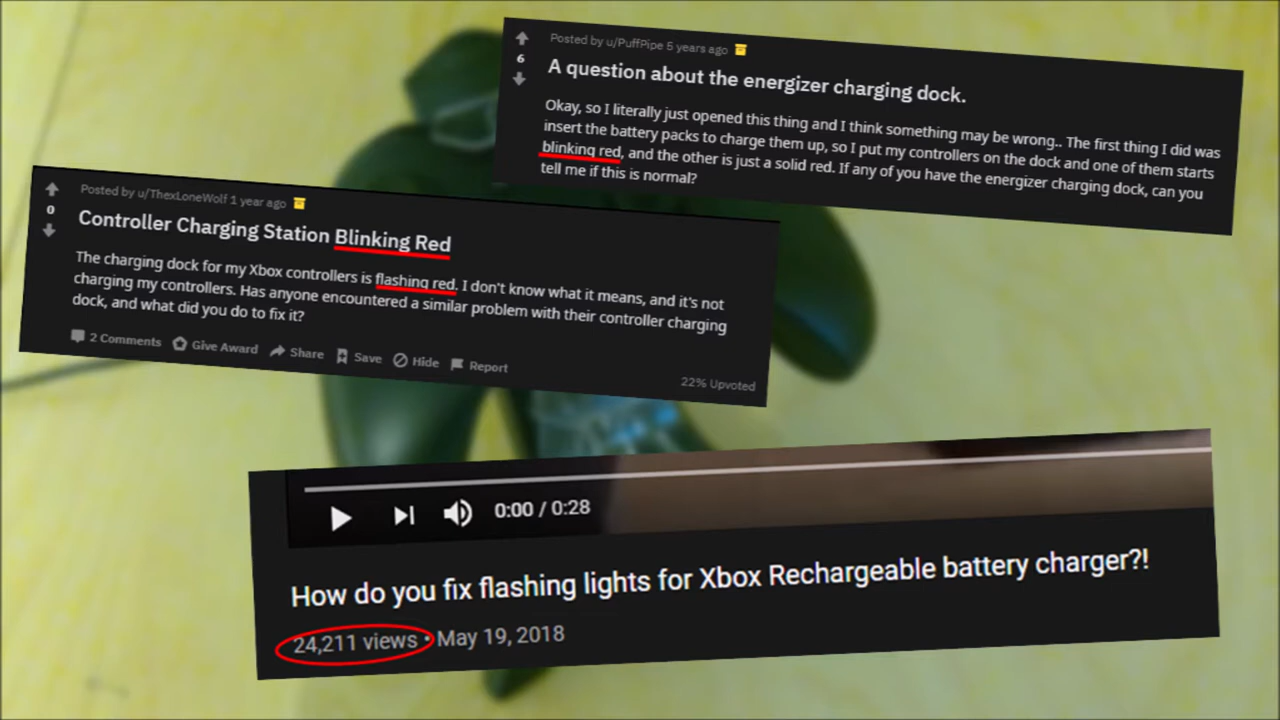 Posted by u/PuffPipe 5 years ago
6
A question about the energizer charging dock.
Okay, so I literally just opened this thing and I think something may be wrong.. The first thing I did was
insert the battery packs to charge them up, so I put my controllers on the dock and one of them starts
blinking red, and the other is just a solid red. If any of you have the energizer charging dock, can you
tell me if this is normal?
Posted by u/ThexLoneWolf 1 year ago
0
Controller Charging Station Blinking Red
The charging dock for my Xbox controllers is flashing red. I don't know what it means, and it's not
charging my controllers. Has anyone encountered a similar problem with their controller charging
dock, and what did you do to fix it?
2 Comments Give Award Share Save Hide Report
22% Upvoted
0:00 / 0:28
How do you fix flashing lights for Xbox Rechargeable battery charger?!
24,211 views • May 19, 2018